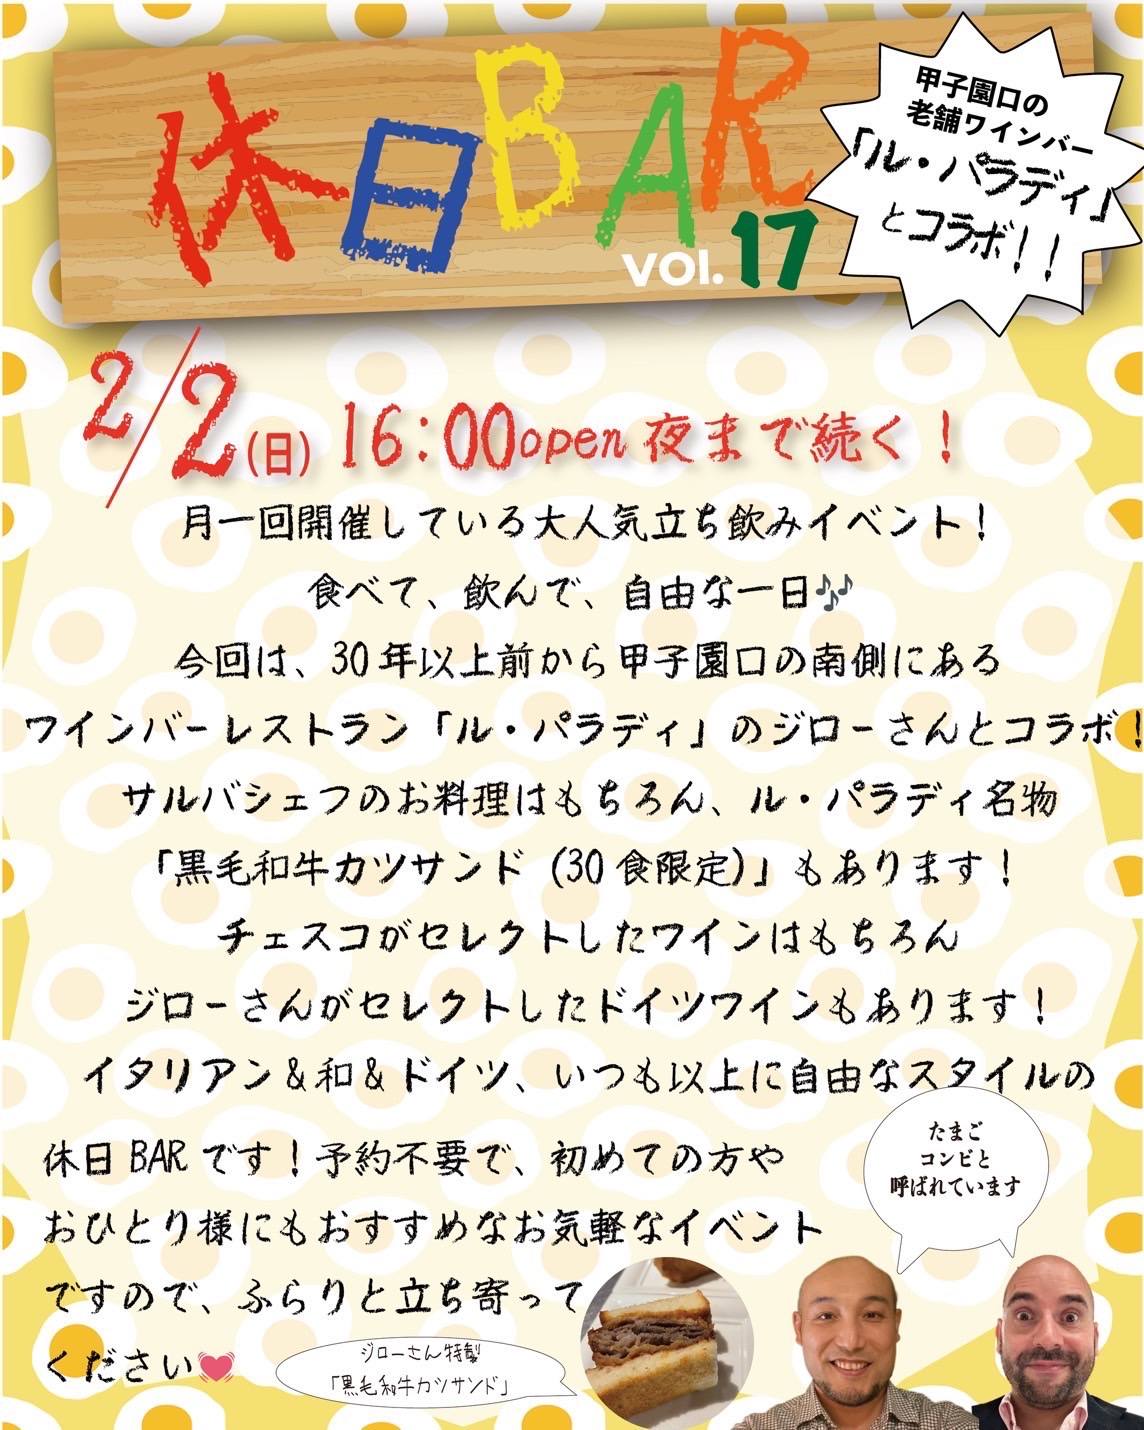 休日BAR
vol.17
甲子園口の
老舗ワインバー
「ル・パラディ」
とコラボ！！
2/2(日) 16:00open 夜まで続く！
月一回開催している大人気立ち飲みイベント！
食べて、飲んで、自由な一日🎶
今回は、30年以上前から甲子園口の南側にある
ワインバーレストラン「ル・パラディ」のジローさんとコラボ！
サルバシェフのお料理はもちろん、ル・パラディ名物
「黒毛和牛カツサンド（30食限定）」もあります！
チェスコがセレクトしたワインはもちろん
ジローさんがセレクトしたドイツワインもあります！
イタリアン＆和＆ドイツ、いつも以上に自由なスタイルの
休日BARです！予約不要で、初めての方や
おひとり様にもおすすめなお気軽なイベント
ですので、ふらりと立ち寄って
ください💓
たまご
コンビと
呼ばれています
ジローさん特製
「黒毛和牛カツサンド」